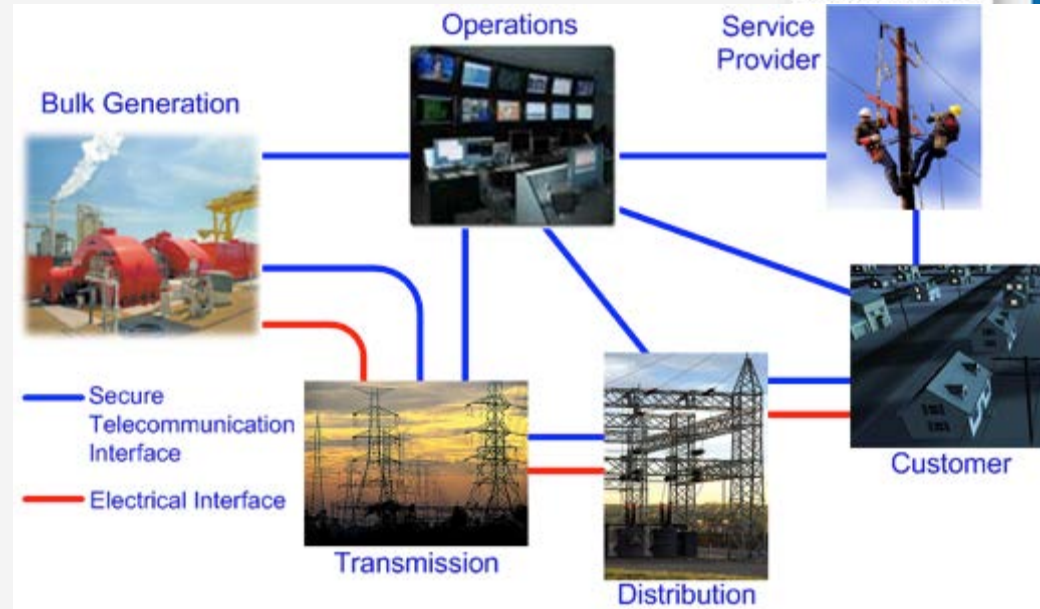 Operations
Service
Provider
Bulk Generation
Secure
Telecommunication
Interface
Electrical Interface
Customer
Transmission
Distribution